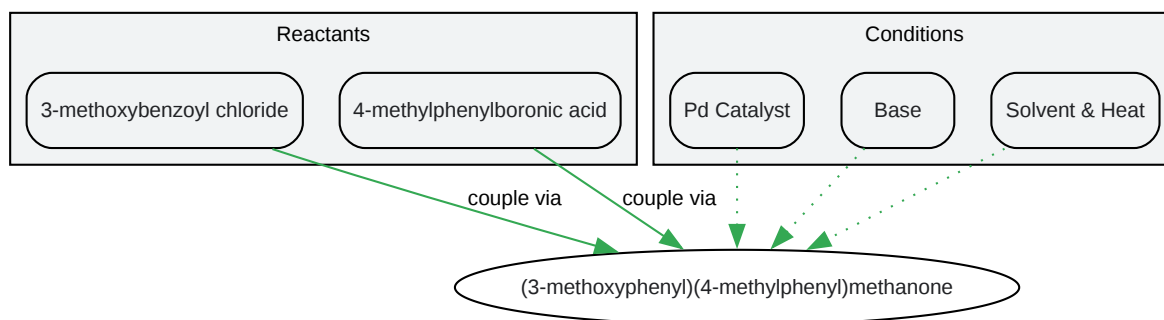 Reactants
Conditions
3-methoxybenzoyl chloride
4-methylphenylboronic acid
Pd Catalyst
Base
Solvent & Heat
couple via
couple via
(3-methoxyphenyl)(4-methylphenyl)methanone